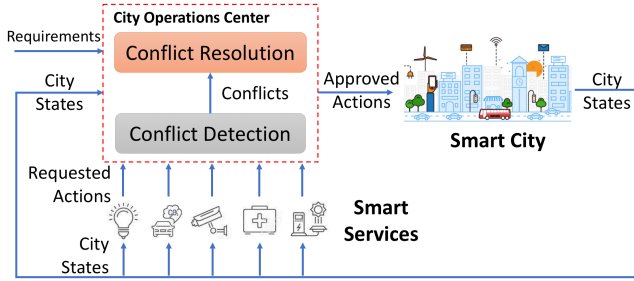 City Operations Center
Requirements
Conflict Resolution
City
States
Conflicts
Approved
Actions
City
States
Conflict Detection
Smart City
Requested
Actions
Smart
Services
City
States